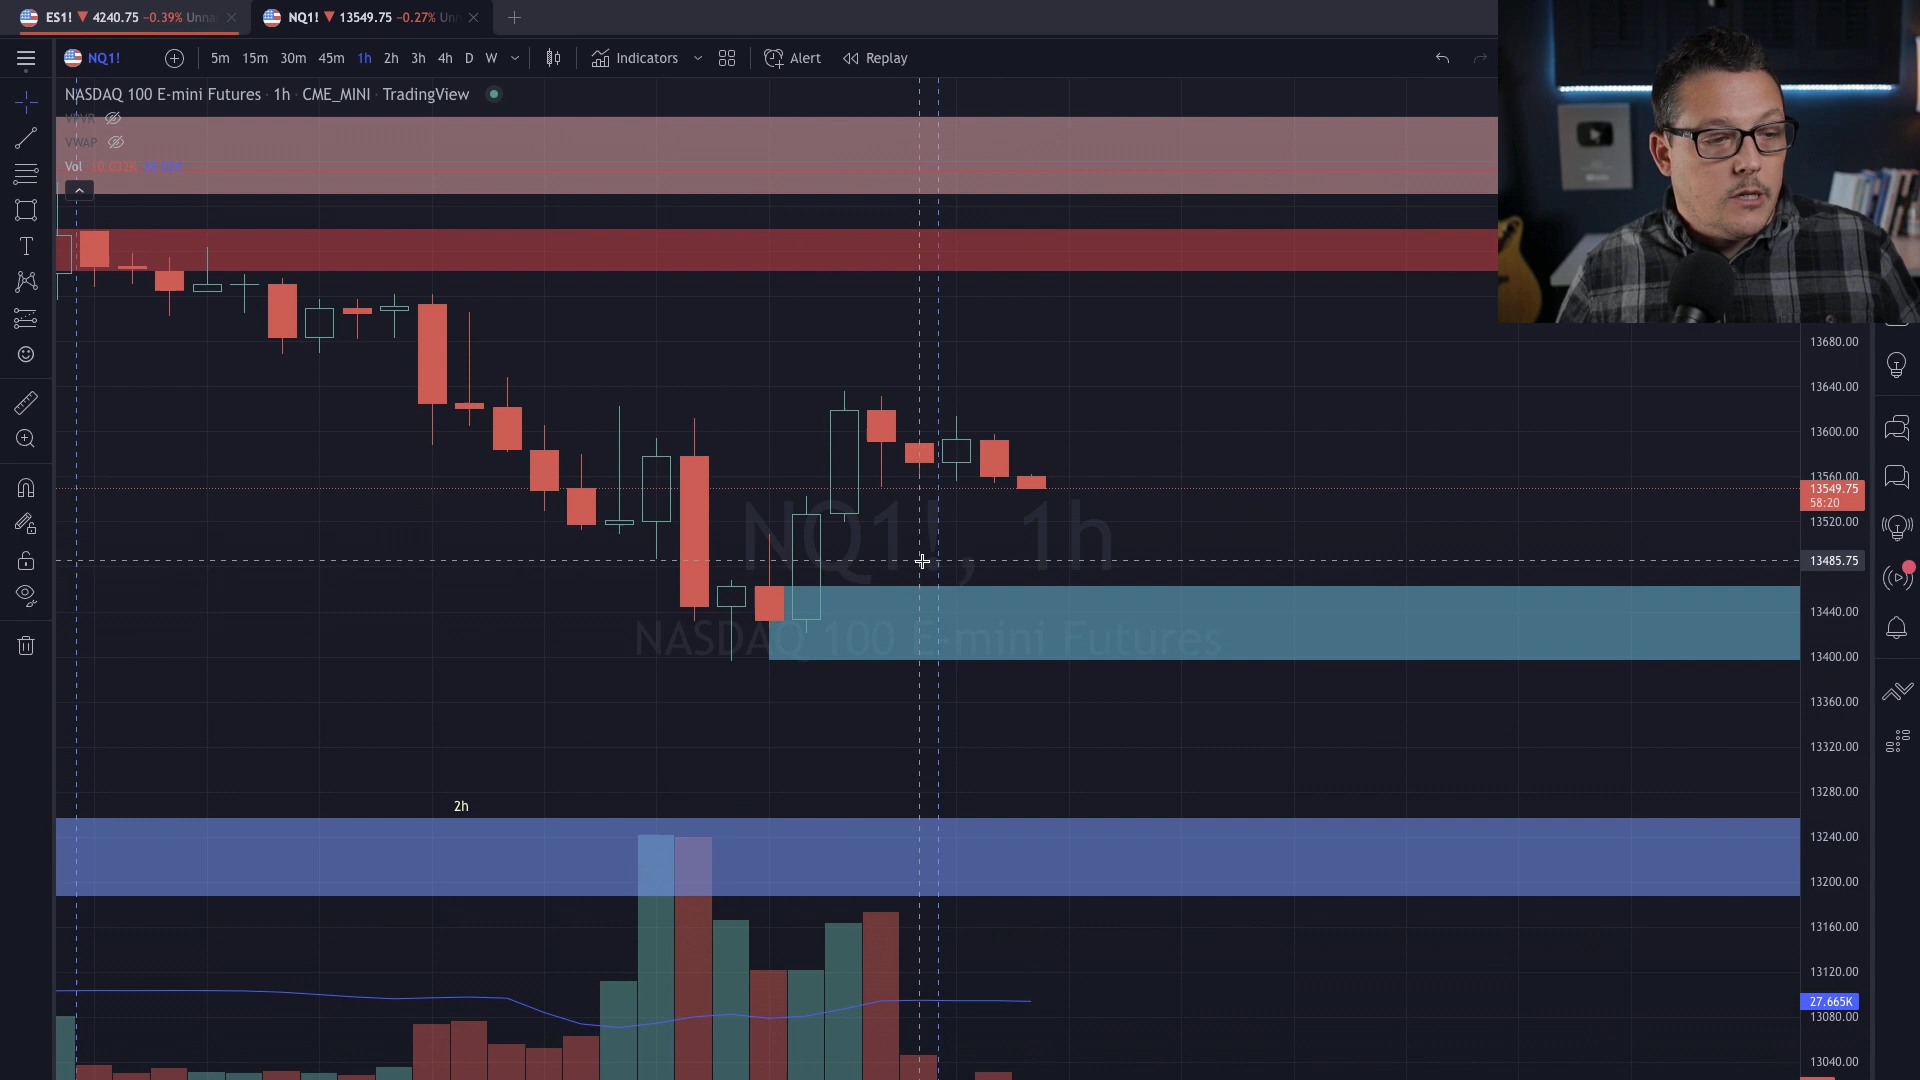 ES1! ▼ 4240.75 −0.39% Unna
NQ1! ▼ 13549.75 −0.27% Un
NQ1! 5m 15m 30m 45m 1h 2h 3h 4h D W Indicators Alert Replay
NASDAQ 100 E-mini Futures · 1h · CME_MINI · TradingView
VPVR
VWAP
Vol
13680.00
13640.00
13600.00
13560.00
13549.75
58:20
13520.00
NQ1!, 1h
13485.75
13440.00
NASDAQ 100 E-mini Futures
13400.00
13360.00
13320.00
13280.00
2h
13240.00
13200.00
13160.00
13120.00
27.665K
13080.00
13040.00